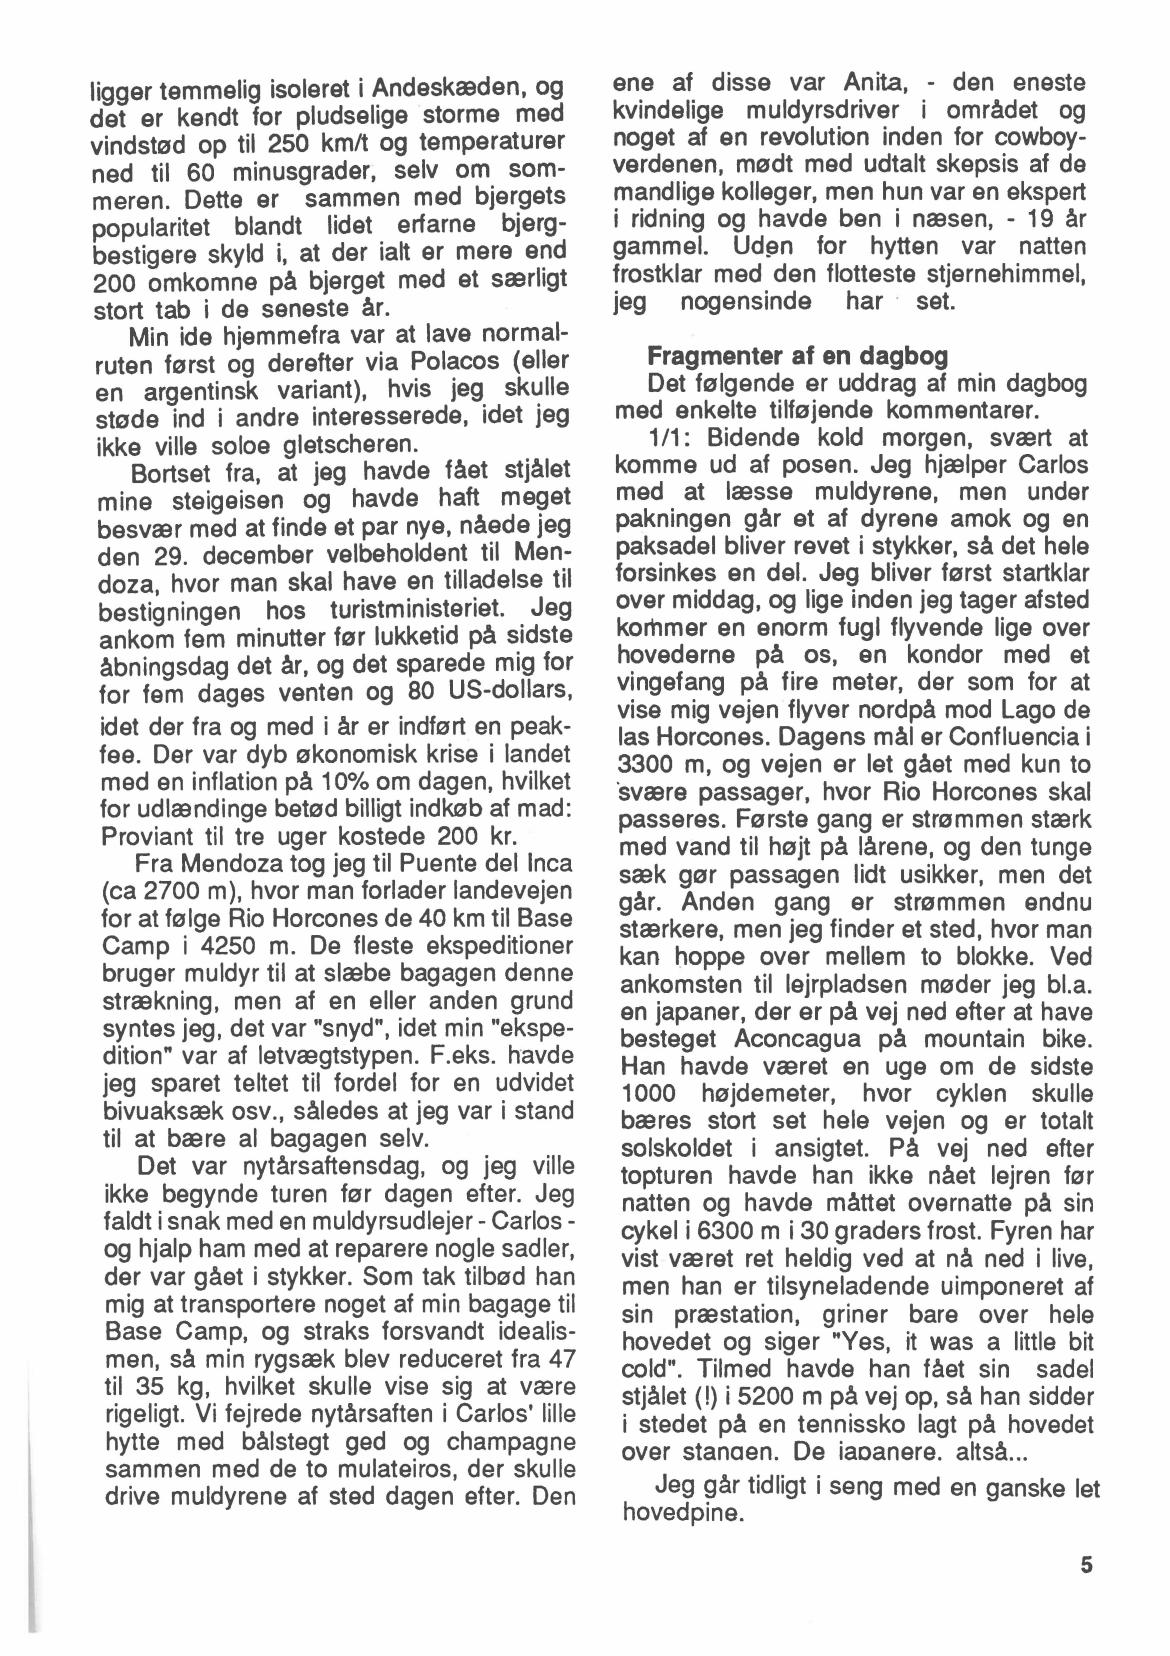 ligger temmelig isoleret i Andeskæden, og
det er kendt for pludselige storme med
vindstød op til 250 km/t og temperaturer
ned til 60 minusgrader, selv om som-
meren. Dette er sammen med bjergets
popularitet blandt lidet erfarne bjerg-
bestigere skyld i, at der ialt er mere end
200 omkomne på bjerget med et særligt
stort tab i de seneste år.
Min ide hjemmefra var at lave normal-
ruten først og derefter via Polacos (eller
en argentinsk variant), hvis jeg skulle
støde ind i andre interesserede, idet jeg
ikke ville soloe gletscheren.
Bortset fra, at jeg havde fået stjålet
mine steigeisen og havde haft meget
besvær med at finde et par nye, nåede jeg
den 29. december velbeholdent til Men-
doza, hvor man skal have en tilladelse til
bestigningen hos turistministeriet. Jeg
ankom fem minutter før lukketid på sidste
åbningsdag det år, og det sparede mig for
for fem dages venten og 80 US-dollars,
idet der fra og med i år er indført en peak-
fee. Der var dyb økonomisk krise i landet
med en inflation på 10% om dagen, hvilket
for udlændinge betød billigt indkøb af mad:
Proviant til tre uger kostede 200 kr.
Fra Mendoza tog jeg til Puente del Inca
(ca 2700 m), hvor man forlader landevejen
for at følge Rio Horcones de 40 km til Base
Camp i 4250 m. De fleste ekspeditioner
bruger muldyr til at slæbe bagagen denne
strækning, men af en eller anden grund
syntes jeg, det var "snyd", idet min "ekspe-
dition" var af letvægtstypen. F.eks. havde
jeg sparet teltet til fordel for en udvidet
bivuaksæk osv., således at jeg var i stand
til at bære al bagagen selv.
Det var nytårsaftensdag, og jeg ville
ikke begynde turen før dagen efter. Jeg
faldt i snak med en muldyrsudlejer - Carlos -
og hjalp ham med at reparere nogle sadler,
der var gået i stykker. Som tak tilbød han
mig at transportere noget af min bagage til
Base Camp, og straks forsvandt idealis-
men, så min rygsæk blev reduceret fra 47
til 35 kg, hvilket skulle vise sig at være
rigeligt. Vi fejrede nytårsaften i Carlos' lille
hytte med bålstegt ged og champagne
sammen med de to mulateiros, der skulle
drive muldyrene af sted dagen efter. Den
ene af disse var Anita, - den eneste
kvindelige muldyrsdriver i området og
noget af en revolution inden for cowboy-
verdenen, mødt med udtalt skepsis af de
mandlige kolleger, men hun var en ekspert
i ridning og havde ben i næsen, - 19 år
gammel. Uden for hytten var natten
frostklar med den flotteste stjernehimmel,
jeg nogensinde har set.
Fragmenter af en dagbog
Det følgende er uddrag af min dagbog
med enkelte tilføjende kommentarer.
1/1: Bidende kold morgen, svært at
komme ud af posen. Jeg hjælper Carlos
med at læsse muldyrene, men under
pakningen går et af dyrene amok og en
paksadel bliver revet i stykker, så det hele
forsinkes en del. Jeg bliver først startklar
over middag, og lige inden jeg tager afsted
kommer en enorm fugl flyvende lige over
hovederne på os, en kondor med et
vingefang på fire meter, der som for at
vise mig vejen flyver nordpå mod Lago de
las Horcones. Dagens mål er Confluencia i
3300 m, og vejen er let gået med kun to
svære passager, hvor Rio Horcones skal
passeres. Første gang er strømmen stærk
med vand til højt på lårene, og den tunge
sæk gør passagen lidt usikker, men det
går. Anden gang er strømmen endnu
stærkere, men jeg finder et sted, hvor man
kan hoppe over mellem to blokke. Ved
ankomsten til lejrpladsen møder jeg bl.a.
en japaner, der er på vej ned efter at have
besteget Aconcagua på mountain bike.
Han havde været en uge om de sidste
1000 højdemeter, hvor cyklen skulle
bæres stort set hele vejen og er totalt
solskoldet i ansigtet. På vej ned efter
topturen havde han ikke nået lejren før
natten og havde måttet overnatte på sin
cykel i 6300 m i 30 graders frost. Fyren har
vist været ret heldig ved at nå ned i live,
men han er tilsyneladende uimponeret af
sin præstation, griner bare over hele
hovedet og siger "Yes, it was a little bit
cold". Tilmed havde han fået sin sadel
stjålet (!) i 5200 m på vej op, så han sidder
i stedet på en tennissko lagt på hovedet
over stangen. De japanere. altså...
Jeg går tidligt i seng med en ganske let
hovedpine.
5